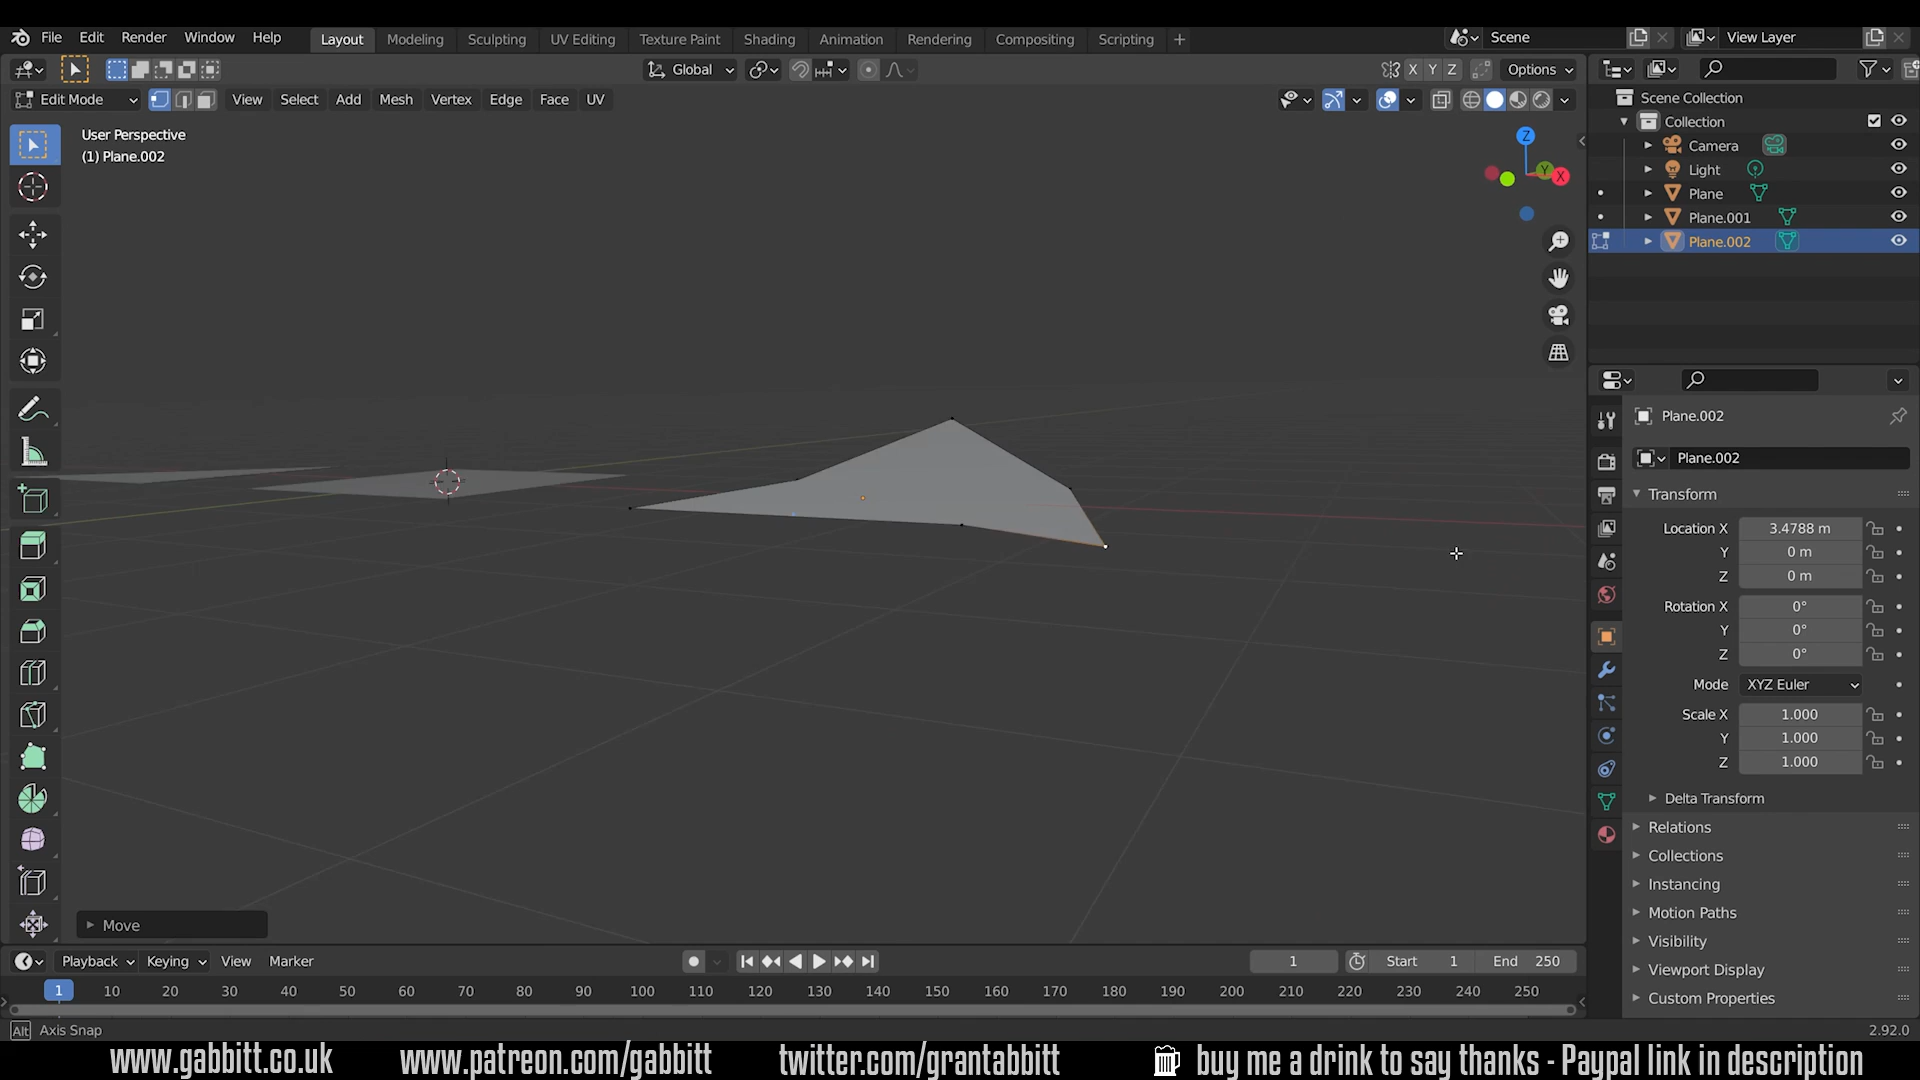 File Edit Render Window Help Layout Modeling Sculpting UV Editing Texture Paint Shading Animation Rendering Compositing Scripting + Scene View Layer
Global X Y Z Options
Edit Mode View Select Add Mesh Vertex Edge Face UV
User Perspective
(1) Plane.002
Z
Y
X
Scene Collection
Collection
Camera
Light
Plane
Plane.001
Plane.002
Plane.002
Plane.002
Transform
Location X 3.4788 m
Y 0 m
Z 0 m
Rotation X 0°
Y 0°
Z 0°
Mode XYZ Euler
Scale X 1.000
Y 1.000
Z 1.000
Delta Transform
Relations
Collections
Instancing
Motion Paths
Visibility
Viewport Display
Custom Properties
Move
Playback Keying View Marker 1 Start 1 End 250
1 10 20 30 40 50 60 70 80 90 100 110 120 130 140 150 160 170 180 190 200 210 220 230 240 250
Alt Axis Snap 2.92.0
www.gabbitt.co.uk www.patreon.com/gabbitt twitter.com/grantabbitt buy me a drink to say thanks - Paypal link in description